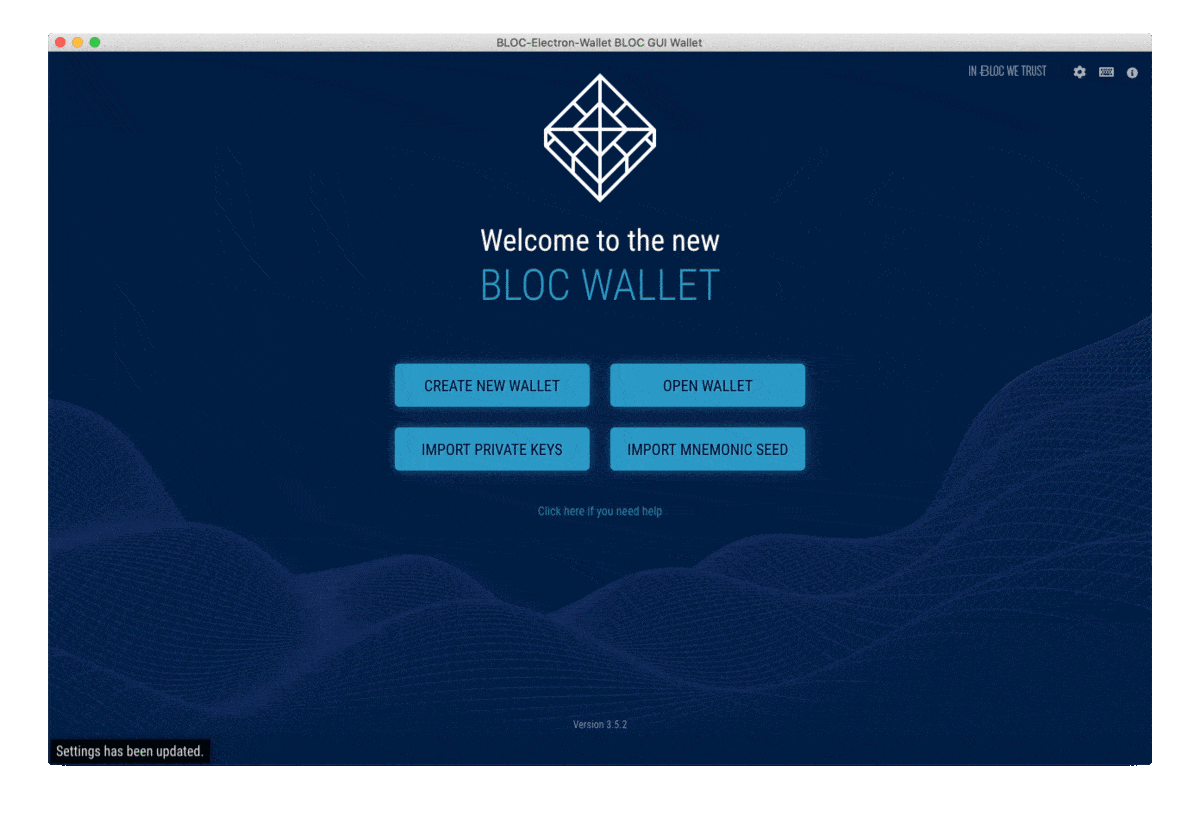 BLOC-Electron-Wallet BLOC GUI Wallet
IN BLOC WE TRUST
Welcome to the new
BLOC WALLET
CREATE NEW WALLET
OPEN WALLET
IMPORT PRIVATE KEYS
IMPORT MNEMONIC SEED
Click here if you need help
Version 3.5.2
Settings has been updated.